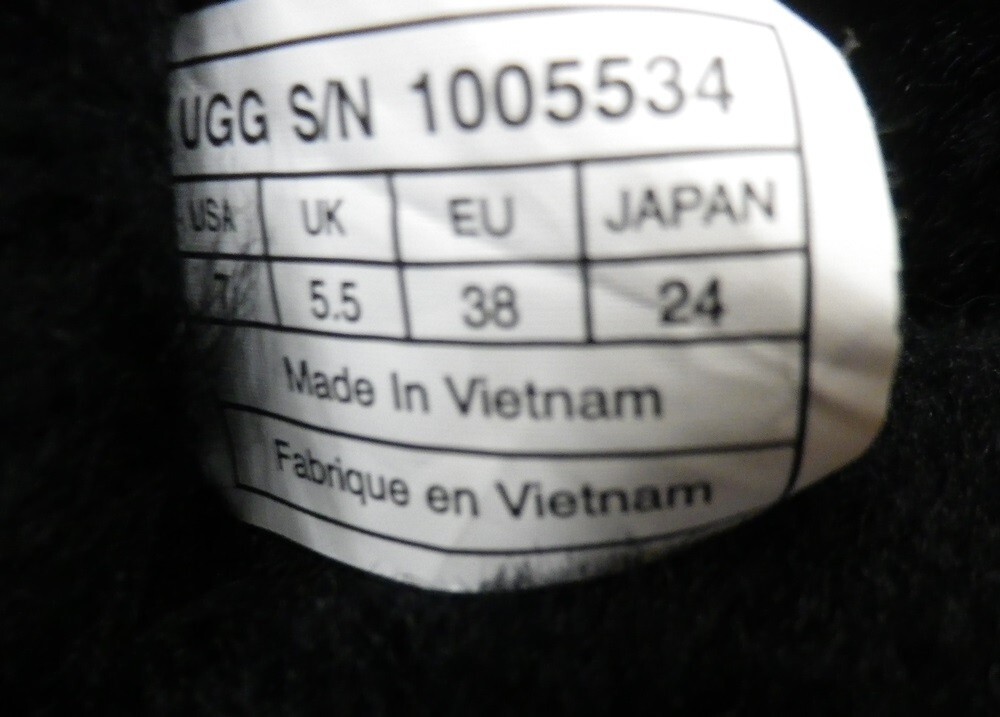 UGG S/N 1005534
USA UK EU JAPAN
7 5.5 38 24
Made In Vietnam
Fabrique en Vietnam